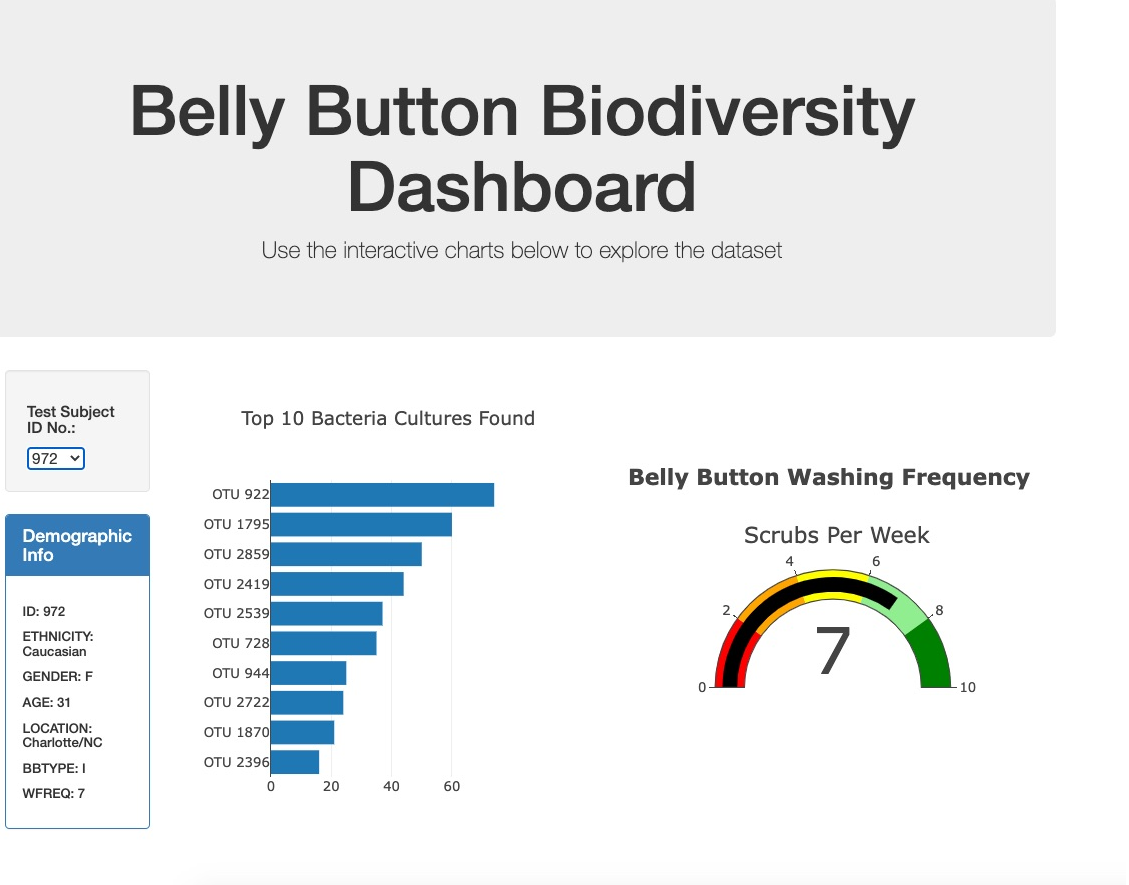 Belly Button Biodiversity
Dashboard
Use the interactive charts below to explore the dataset
Test Subject
ID No.:
972
Demographic
Info
ID: 972
ETHNICITY:
Caucasian
GENDER: F
AGE: 31
LOCATION:
Charlotte/NC
BBTYPE: I
WFREQ: 7
Top 10 Bacteria Cultures Found
OTU 922
OTU 1795
OTU 2859
OTU 2419
OTU 2539
OTU 728
OTU 944
OTU 2722
OTU 1870
OTU 2396
0 20 40 60
Belly Button Washing Frequency
Scrubs Per Week
4 6
2 8
7
0 10